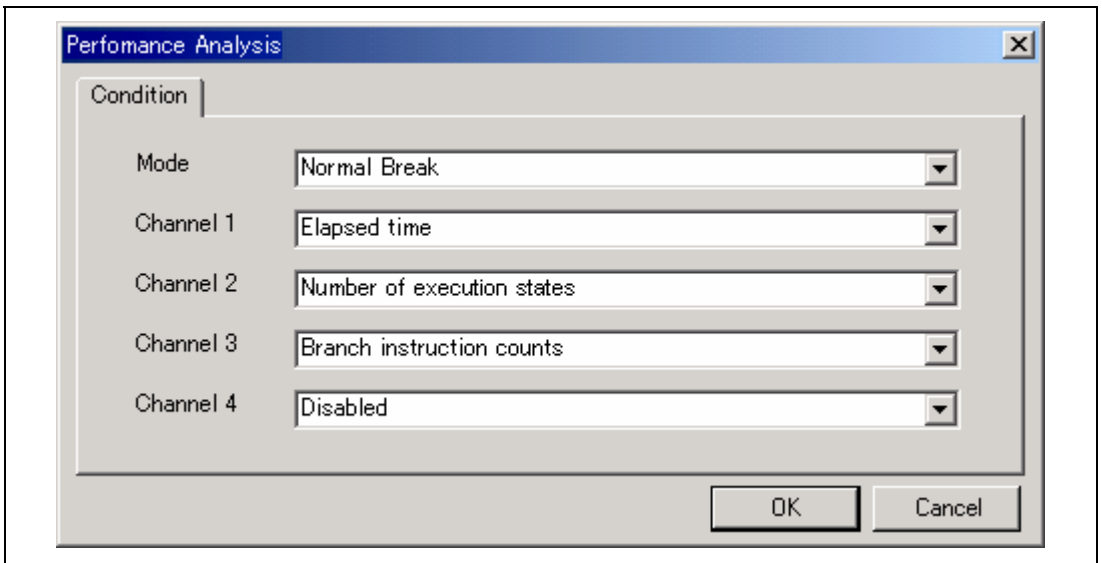 Perfomance Analysis
Condition
Mode Normal Break
Channel 1 Elapsed time
Channel 2 Number of execution states
Channel 3 Branch instruction counts
Channel 4 Disabled
OK Cancel